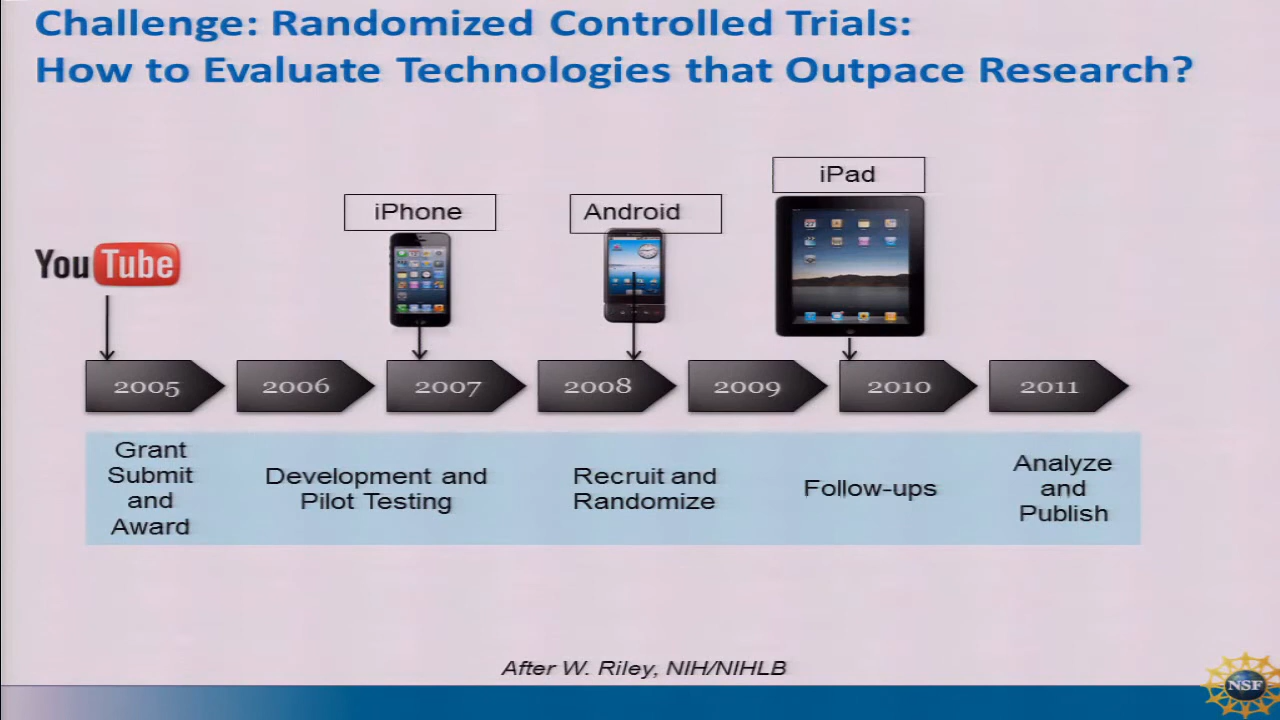 Challenge: Randomized Controlled Trials:
How to Evaluate Technologies that Outpace Research?
iPad
iPhone
Android
YouTube
2005
2006
2007
2008
2009
2010
2011
Grant
Submit
and
Award
Development and
Pilot Testing
Recruit and
Randomize
Follow-ups
Analyze
and
Publish
After W. Riley, NIH/NIHLB
NSF